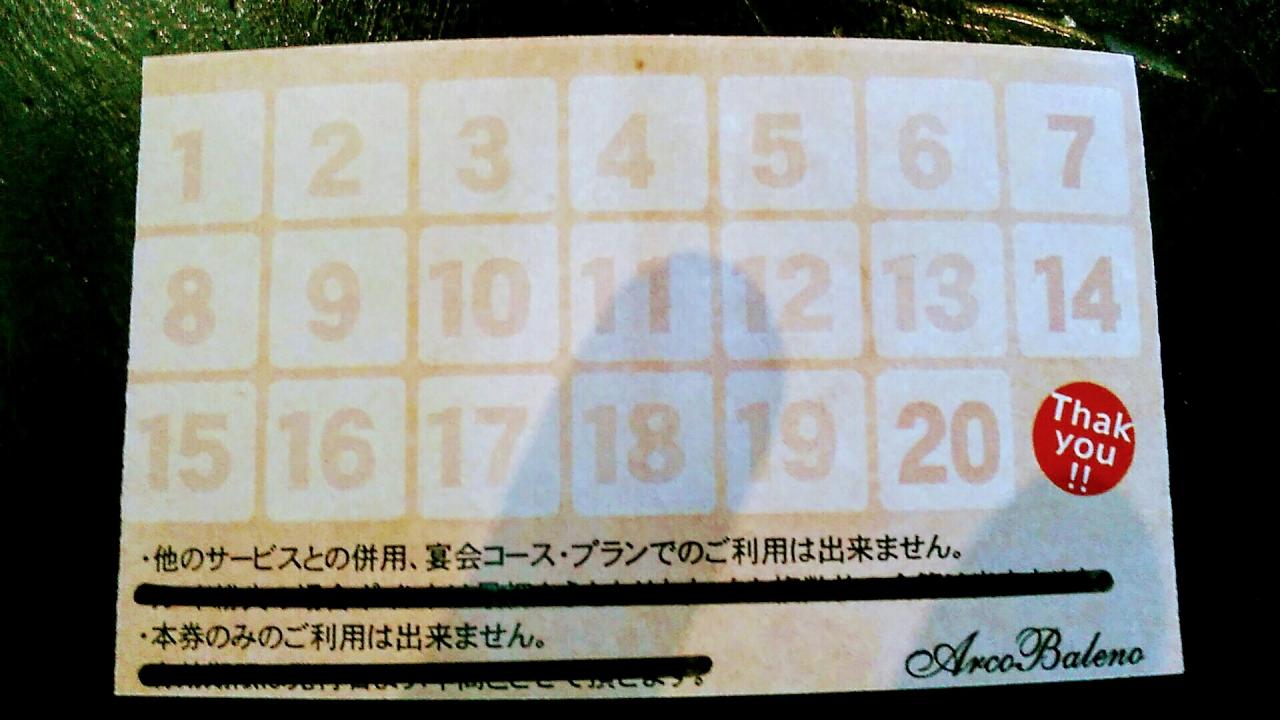 1 2 3 4 5 6 7
8 9 10 11 12 13 14
15 16 17 18 19 20
Thak
you
!!
・他のサービスとの併用、宴会コース・プランでのご利用は出来ません。
・本券のみのご利用は出来ません。
ArcoBaleno